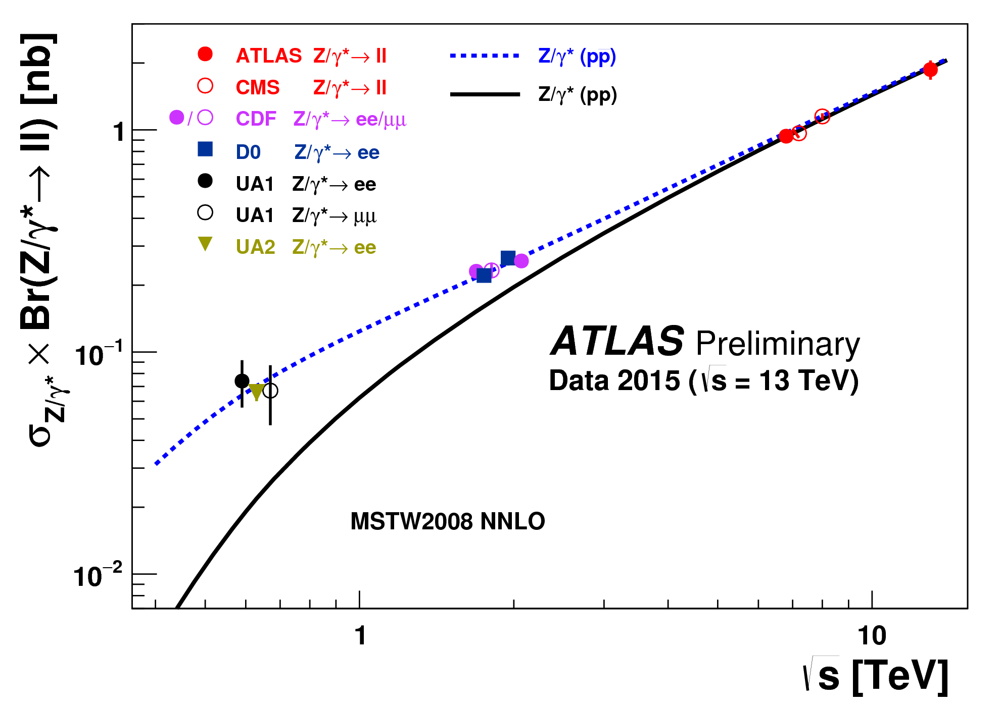 σ_Z/γ* × Br(Z/γ*→ ll) [nb]
ATLAS Z/γ*→ ll
CMS Z/γ*→ ll
/ CDF Z/γ*→ ee/μμ
D0 Z/γ*→ ee
UA1 Z/γ*→ ee
UA1 Z/γ*→ μμ
UA2 Z/γ*→ ee
Z/γ* (pp̅)
Z/γ* (pp)
1
10⁻¹
10⁻²
ATLAS Preliminary
Data 2015 (√s = 13 TeV)
MSTW2008 NNLO
1 10
√s [TeV]